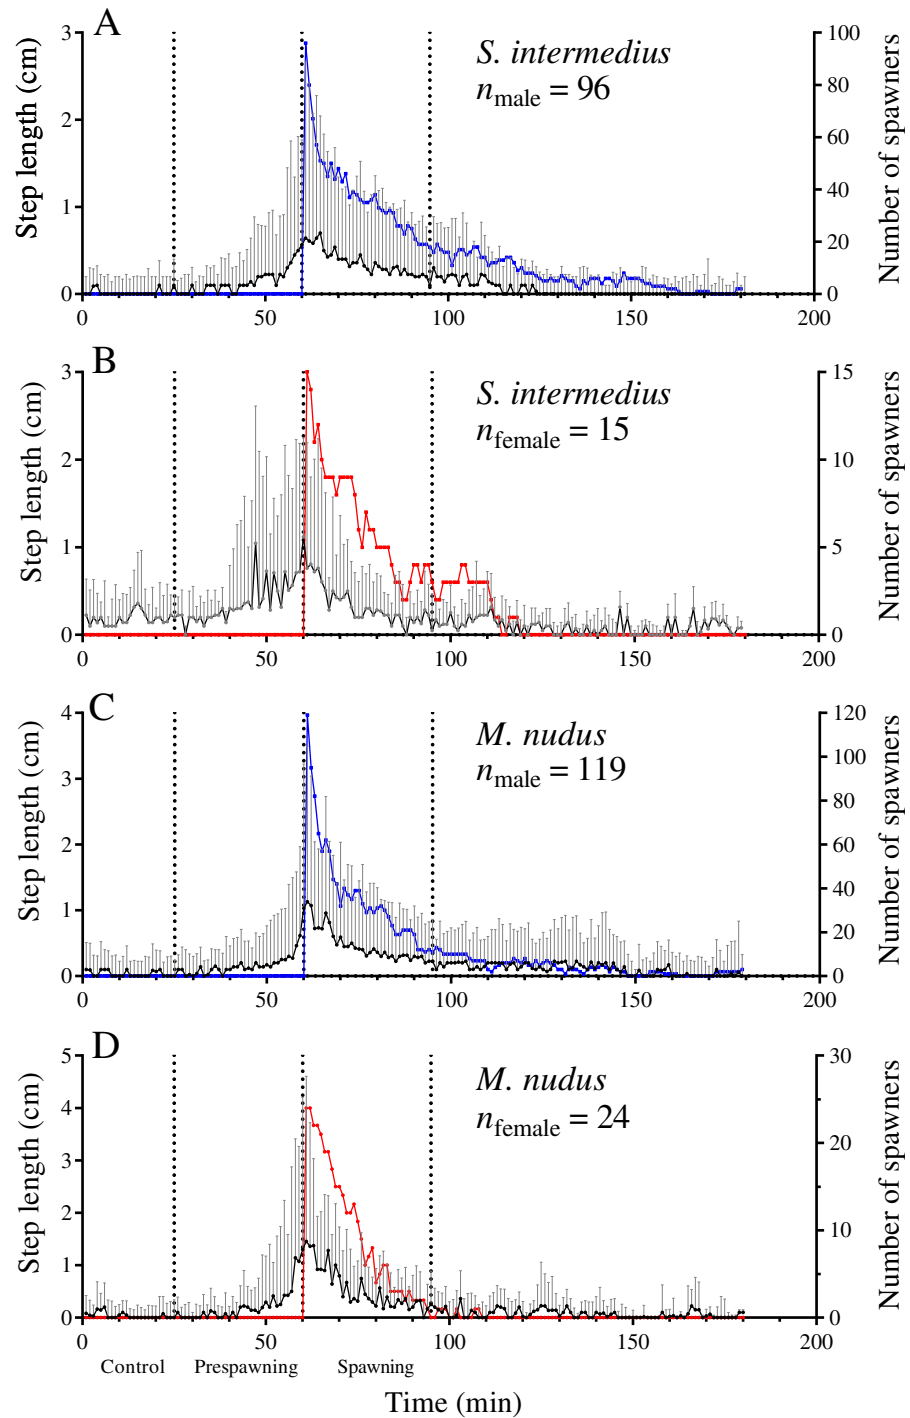 A
S. intermedius
n male = 96
Step length (cm)
Number of spawners
3
2
1
0
100
80
60
40
20
0
0 50 100 150 200
B
S. intermedius
n female = 15
Step length (cm)
Number of spawners
3
2
1
0
15
10
5
0
0 50 100 150 200
C
M. nudus
n male = 119
Step length (cm)
Number of spawners
4
3
2
1
0
120
100
80
60
40
20
0
0 50 100 150 200
D
M. nudus
n female = 24
Step length (cm)
Number of spawners
5
4
3
2
1
0
30
20
10
0
0 50 100 150 200
Control Prespawning Spawning
Time (min)